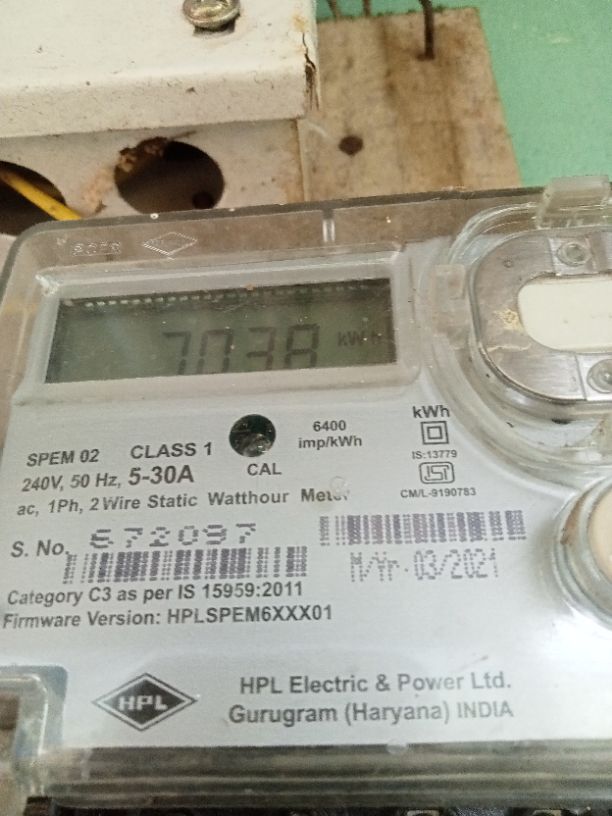 7038 kWh
6400
imp/kWh
kWh
SPEM 02 CLASS 1
CAL
IS:13779
240V, 50 Hz, 5-30A
ISI
CM/L-9190783
ac, 1Ph, 2 Wire Static Watthour Meter
S. No. 672097
M/Yr-03/2021
Category C3 as per IS 15959:2011
Firmware Version: HPLSPEM6XXX01
HPL
HPL Electric & Power Ltd.
Gurugram (Haryana) INDIA